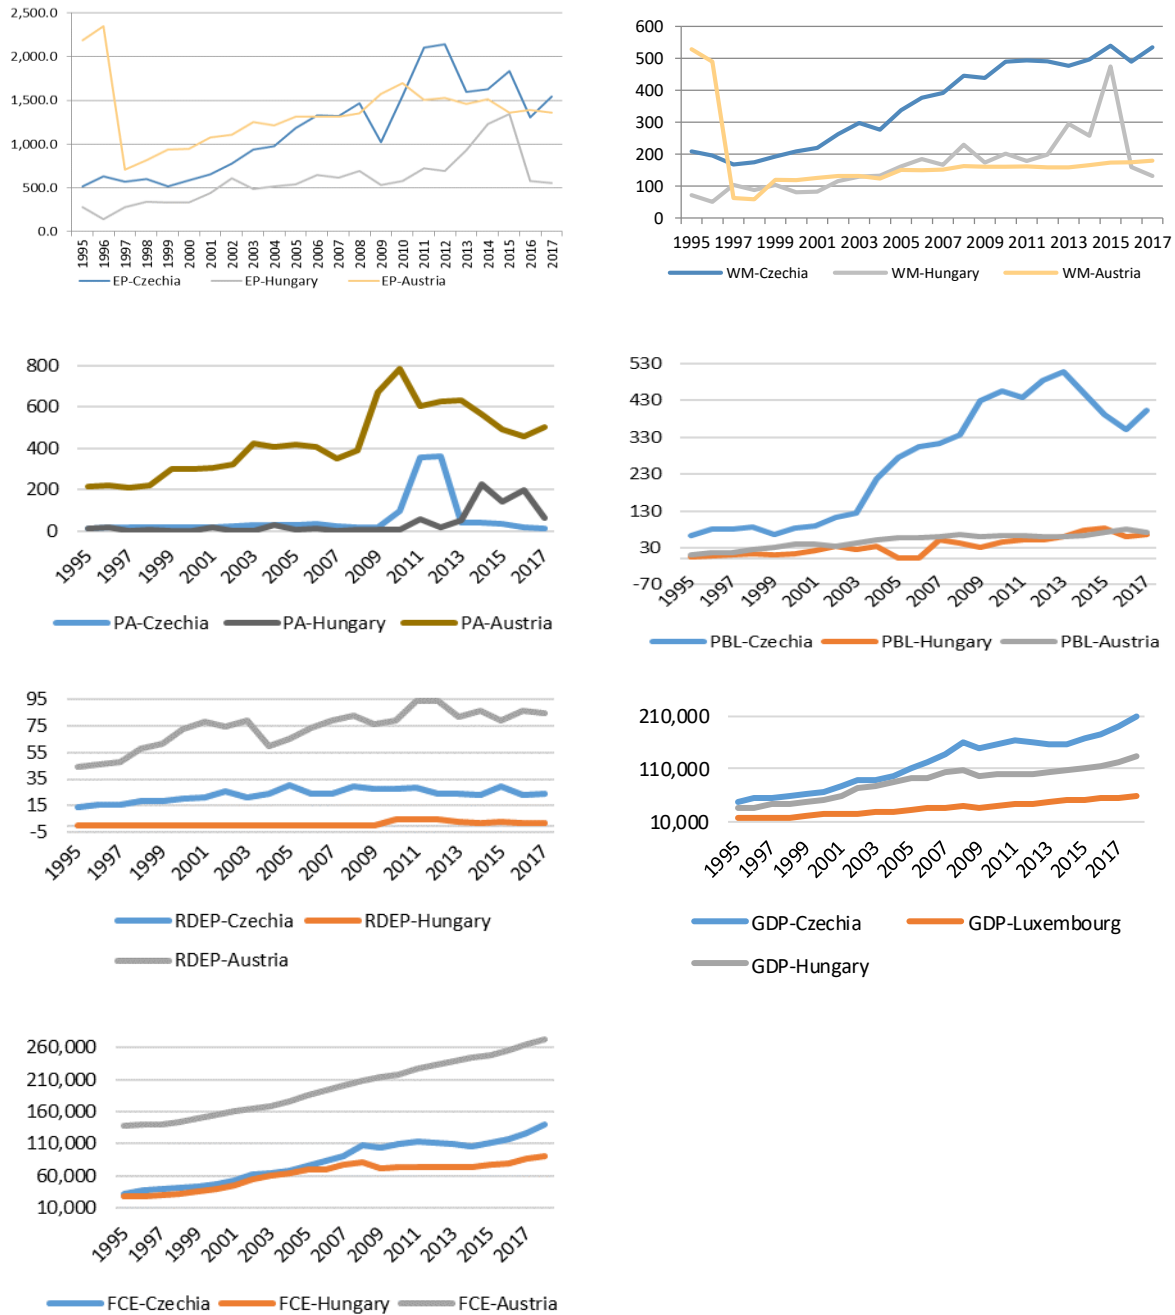 2,500.0
2,000.0
1,500.0
1,000.0
500.0
0.0
1995 1996 1997 1998 1999 2000 2001 2002 2003 2004 2005 2006 2007 2008 2009 2010 2011 2012 2013 2014 2015 2016 2017
EP-Czechia EP-Hungary EP-Austria
600
500
400
300
200
100
0
1995 1997 1999 2001 2003 2005 2007 2009 2011 2013 2015 2017
WM-Czechia WM-Hungary WM-Austria
800
600
400
200
0
1995 1997 1999 2001 2003 2005 2007 2009 2011 2013 2015 2017
PA-Czechia PA-Hungary PA-Austria
530
430
330
230
130
30
-70
1995 1997 1999 2001 2003 2005 2007 2009 2011 2013 2015 2017
PBL-Czechia PBL-Hungary PBL-Austria
95
75
55
35
15
-5
1995 1997 1999 2001 2003 2005 2007 2009 2011 2013 2015 2017
RDEP-Czechia RDEP-Hungary
RDEP-Austria
210,000
110,000
10,000
1995 1997 1999 2001 2003 2005 2007 2009 2011 2013 2015 2017
GDP-Czechia GDP-Luxembourg
GDP-Hungary
260,000
210,000
160,000
110,000
60,000
10,000
1995 1997 1999 2001 2003 2005 2007 2009 2011 2013 2015 2017
FCE-Czechia FCE-Hungary FCE-Austria